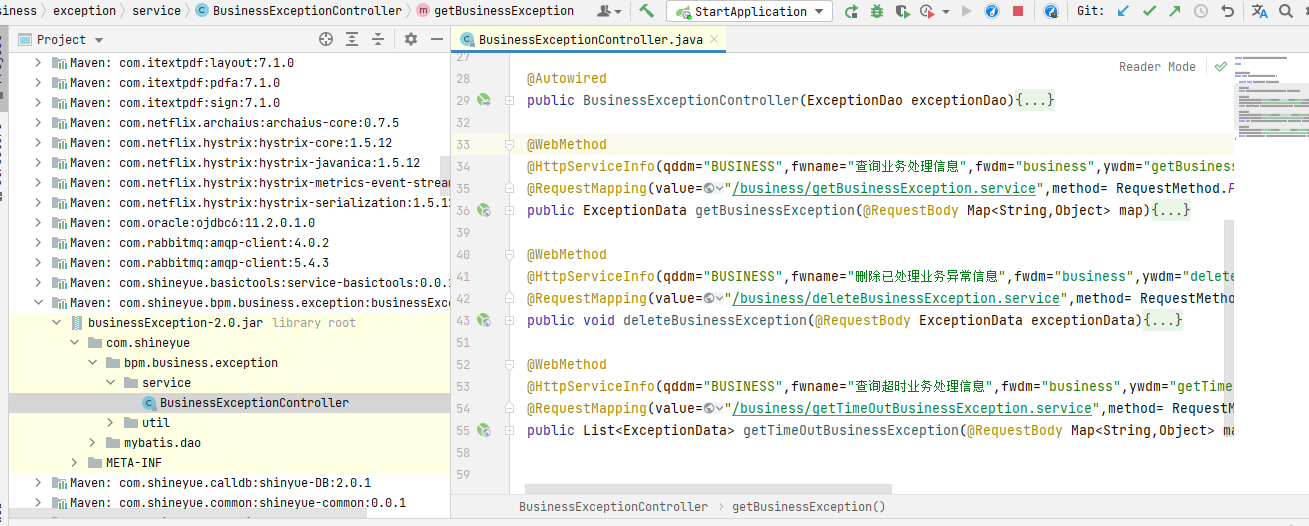 siness exception service BusinessExceptionController getBusinessException StartApplication Git:
Project
Maven: com.itextpdf:layout:7.1.0
Maven: com.itextpdf:pdfa:7.1.0
Maven: com.itextpdf:sign:7.1.0
Maven: com.netflix.archaius:archaius-core:0.7.5
Maven: com.netflix.hystrix:hystrix-core:1.5.12
Maven: com.netflix.hystrix:hystrix-javanica:1.5.12
Maven: com.netflix.hystrix:hystrix-metrics-event-stream
Maven: com.netflix.hystrix:hystrix-serialization:1.5.12
Maven: com.oracle:ojdbc6:11.2.0.1.0
Maven: com.rabbitmq:amqp-client:4.0.2
Maven: com.rabbitmq:amqp-client:5.4.3
Maven: com.shineyue.basictools:service-basictools:0.0.1
Maven: com.shineyue.bpm.business.exception:businessExc
businessException-2.0.jar library root
com.shineyue
bpm.business.exception
service
BusinessExceptionController
util
mybatis.dao
META-INF
Maven: com.shineyue.calldb:shinyue-DB:2.0.1
Maven: com.shineyue.common:shineyue-common:0.0.1
BusinessExceptionController.java
Reader Mode
27
28 @Autowired
29 public BusinessExceptionController(ExceptionDao exceptionDao){...}
32
33 @WebMethod
34 @HttpServiceInfo(qddm="BUSINESS",fwname="查询业务处理信息",fwdm="business",ywdm="getBusines
35 @RequestMapping(value="/business/getBusinessException.service",method= RequestMethod.P
36 public ExceptionData getBusinessException(@RequestBody Map<String,Object> map){...}
39
40 @WebMethod
41 @HttpServiceInfo(qddm="BUSINESS",fwname="删除已处理业务异常信息",fwdm="business",ywdm="delete
42 @RequestMapping(value="/business/deleteBusinessException.service",method= RequestMetho
43 public void deleteBusinessException(@RequestBody ExceptionData exceptionData){...}
51
52 @WebMethod
53 @HttpServiceInfo(qddm="BUSINESS",fwname="查询超时业务处理信息",fwdm="business",ywdm="getTime
54 @RequestMapping(value="/business/getTimeOutBusinessException.service",method= RequestM
55 public List<ExceptionData> getTimeOutBusinessException(@RequestBody Map<String,Object> ma
58
59
BusinessExceptionController getBusinessException()